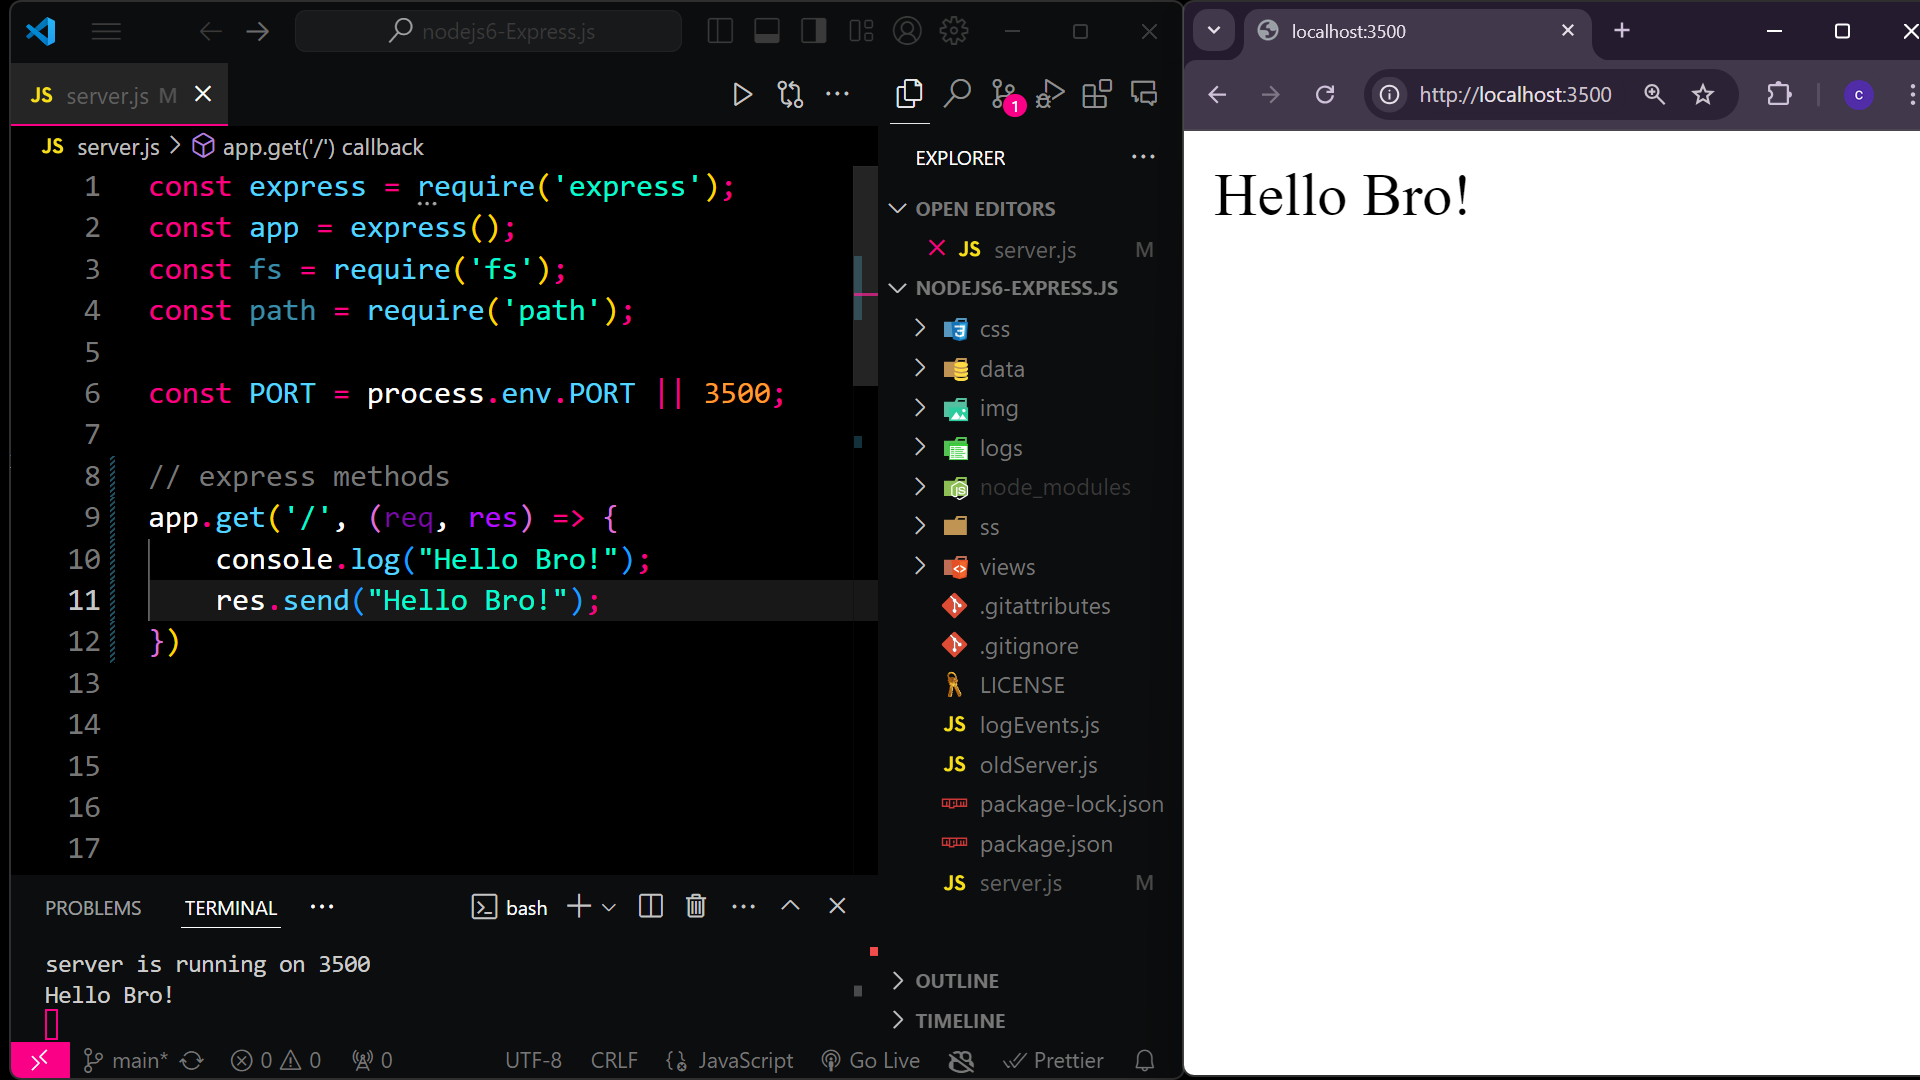 nodejs6-Express.js
JS server.js M
JS server.js > app.get('/') callback
1 const express = require('express');
2 const app = express();
3 const fs = require('fs');
4 const path = require('path');
5
6 const PORT = process.env.PORT || 3500;
7
8 // express methods
9 app.get('/', (req, res) => {
10 console.log("Hello Bro!");
11 res.send("Hello Bro!");
12 })
13
14
15
16
17
PROBLEMS TERMINAL
bash
server is running on 3500
Hello Bro!
1
EXPLORER
OPEN EDITORS
JS server.js M
NODEJS6-EXPRESS.JS
css
data
img
logs
node_modules
ss
views
.gitattributes
.gitignore
LICENSE
JS logEvents.js
JS oldServer.js
package-lock.json
package.json
JS server.js M
OUTLINE
TIMELINE
main* 0 0 0 UTF-8 CRLF JavaScript Go Live Prettier
localhost:3500
http://localhost:3500
c
Hello Bro!